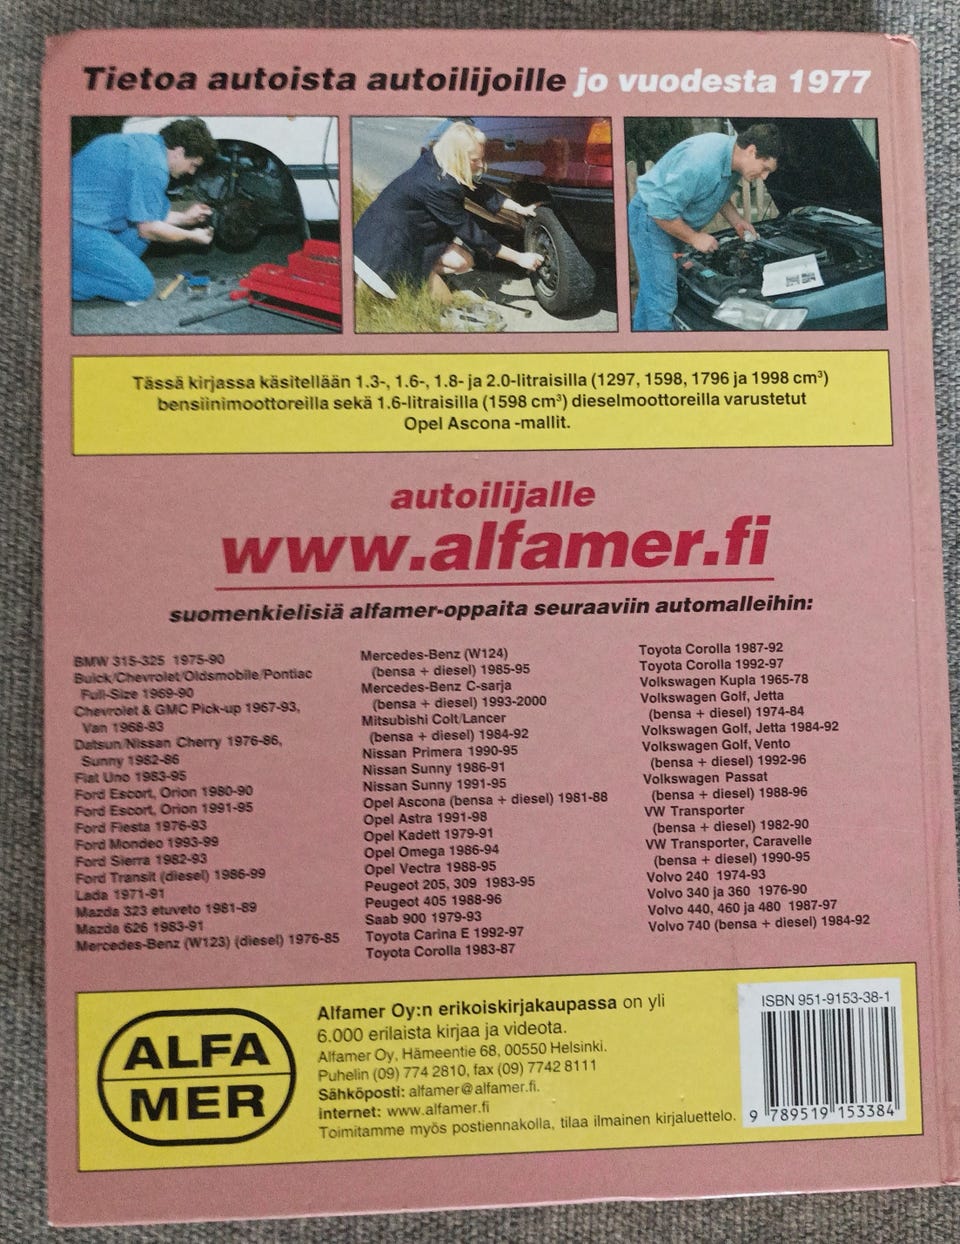 Tietoa autoista autoilijoille jo vuodesta 1977
Tässä kirjassa käsitellään 1.3-, 1.6-, 1.8- ja 2.0-litraisilla (1297, 1598, 1796 ja 1998 cm³)
bensiinimoottoreilla sekä 1.6-litraisilla (1598 cm³) dieselmoottoreilla varustetut
Opel Ascona -mallit.
autoilijalle
www.alfamer.fi
suomenkielisiä alfamer-oppaita seuraaviin automalleihin:
BMW 315-325 1975-90
Buick/Chevrolet/Oldsmobile/Pontiac
Full-Size 1969-90
Chevrolet & GMC Pick-up 1967-93,
Van 1968-93
Datsun/Nissan Cherry 1976-86,
Sunny 1982-86
Fiat Uno 1983-95
Ford Escort, Orion 1980-90
Ford Escort, Orion 1991-95
Ford Fiesta 1976-93
Ford Mondeo 1993-99
Ford Sierra 1982-93
Ford Transit (diesel) 1986-99
Lada 1971-91
Mazda 323 etuveto 1981-89
Mazda 626 1983-91
Mercedes-Benz (W123) (diesel) 1976-85
Mercedes-Benz (W124)
(bensa + diesel) 1985-95
Mercedes-Benz C-sarja
(bensa + diesel) 1993-2000
Mitsubishi Colt/Lancer
(bensa + diesel) 1984-92
Nissan Primera 1990-95
Nissan Sunny 1986-91
Nissan Sunny 1991-95
Opel Ascona (bensa + diesel) 1981-88
Opel Astra 1991-98
Opel Kadett 1979-91
Opel Omega 1986-94
Opel Vectra 1988-95
Peugeot 205, 309 1983-95
Peugeot 405 1988-96
Saab 900 1979-93
Toyota Carina E 1992-97
Toyota Corolla 1983-87
Toyota Corolla 1987-92
Toyota Corolla 1992-97
Volkswagen Kupla 1965-78
Volkswagen Golf, Jetta
(bensa + diesel) 1974-84
Volkswagen Golf, Jetta 1984-92
Volkswagen Golf, Vento
(bensa + diesel) 1992-96
Volkswagen Passat
(bensa + diesel) 1988-96
VW Transporter
(bensa + diesel) 1982-90
VW Transporter, Caravelle
(bensa + diesel) 1990-95
Volvo 240 1974-93
Volvo 340 ja 360 1976-90
Volvo 440, 460 ja 480 1987-97
Volvo 740 (bensa + diesel) 1984-92
ALFA
MER
Alfamer Oy:n erikoiskirjakaupassa on yli
6.000 erilaista kirjaa ja videota.
Alfamer Oy, Hämeentie 68, 00550 Helsinki.
Puhelin (09) 774 2810, fax (09) 7742 8111
Sähköposti: alfamer@alfamer.fi.
internet: www.alfamer.fi
Toimitamme myös postiennakolla, tilaa ilmainen kirjaluettelo.
ISBN 951-9153-38-1
9 789519 153384